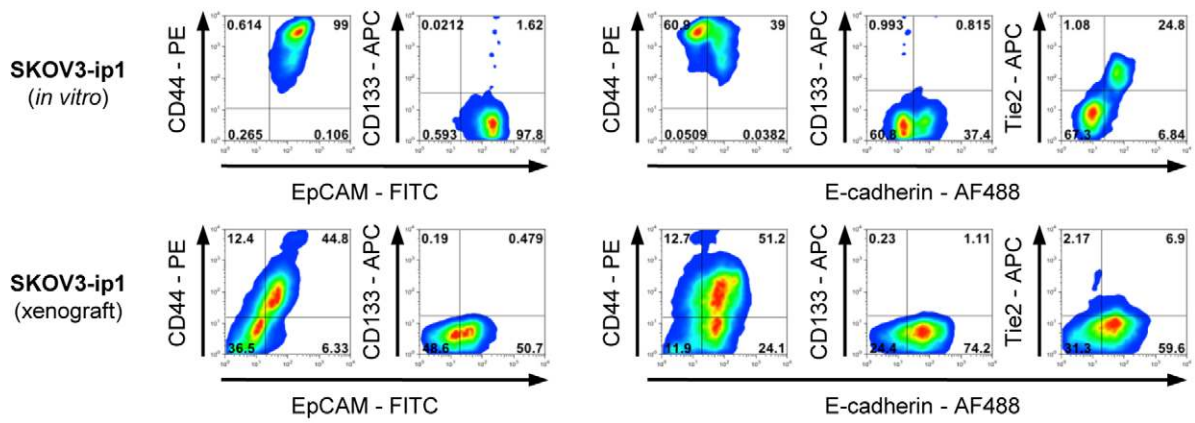 SKOV3-ip1
(in vitro)
CD44 - PE
0.614 99
0.265 0.106
CD133 - APC
0.0212 1.62
0.593 97.8
EpCAM - FITC
CD44 - PE
60.9 39
0.0509 0.0382
CD133 - APC
0.993 0.815
60.8 37.4
Tie2 - APC
1.08 24.8
67.3 6.84
E-cadherin - AF488
SKOV3-ip1
(xenograft)
CD44 - PE
12.4 44.8
36.5 6.33
CD133 - APC
0.19 0.479
48.6 50.7
EpCAM - FITC
CD44 - PE
12.7 51.2
11.9 24.1
CD133 - APC
0.23 1.11
24.4 74.2
Tie2 - APC
2.17 6.9
31.3 59.6
E-cadherin - AF488